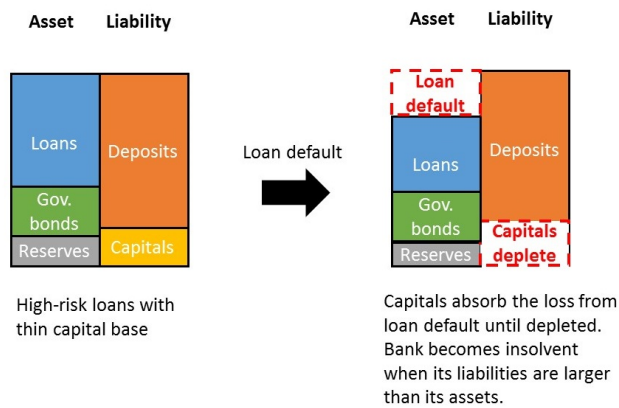 Asset Liability
Loans
Deposits
Gov.
bonds
Reserves
Capitals
High-risk loans with
thin capital base
Loan default
Asset Liability
Loan
default
Loans
Deposits
Gov.
bonds
Reserves
Capitals
deplete
Capitals absorb the loss from
loan default until depleted.
Bank becomes insolvent
when its liabilities are larger
than its assets.